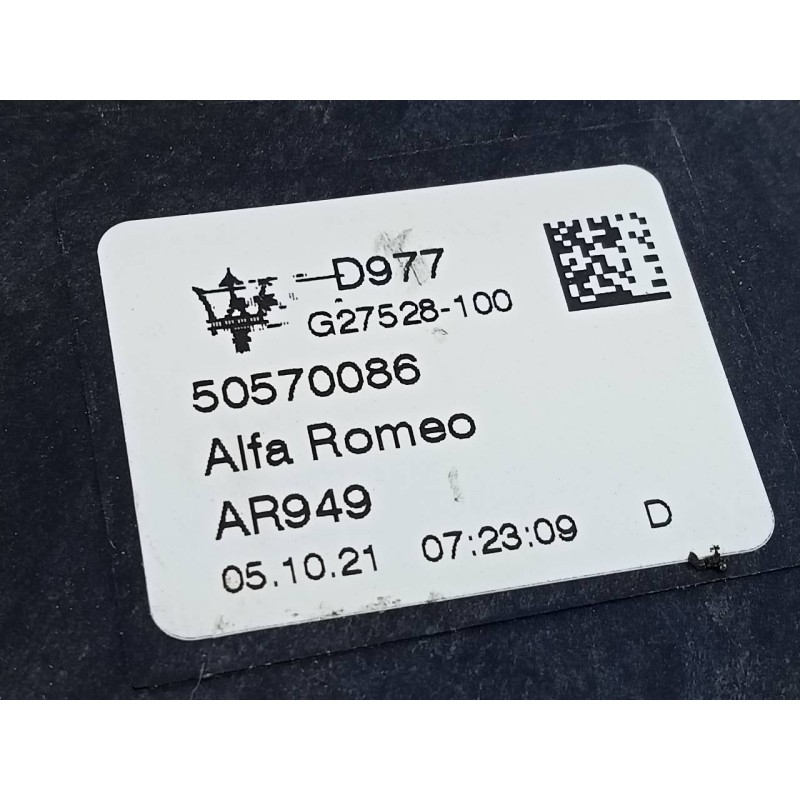 D977
G27528-100
50570086
Alfa Romeo
AR949
05.10.21 07:23:09 D